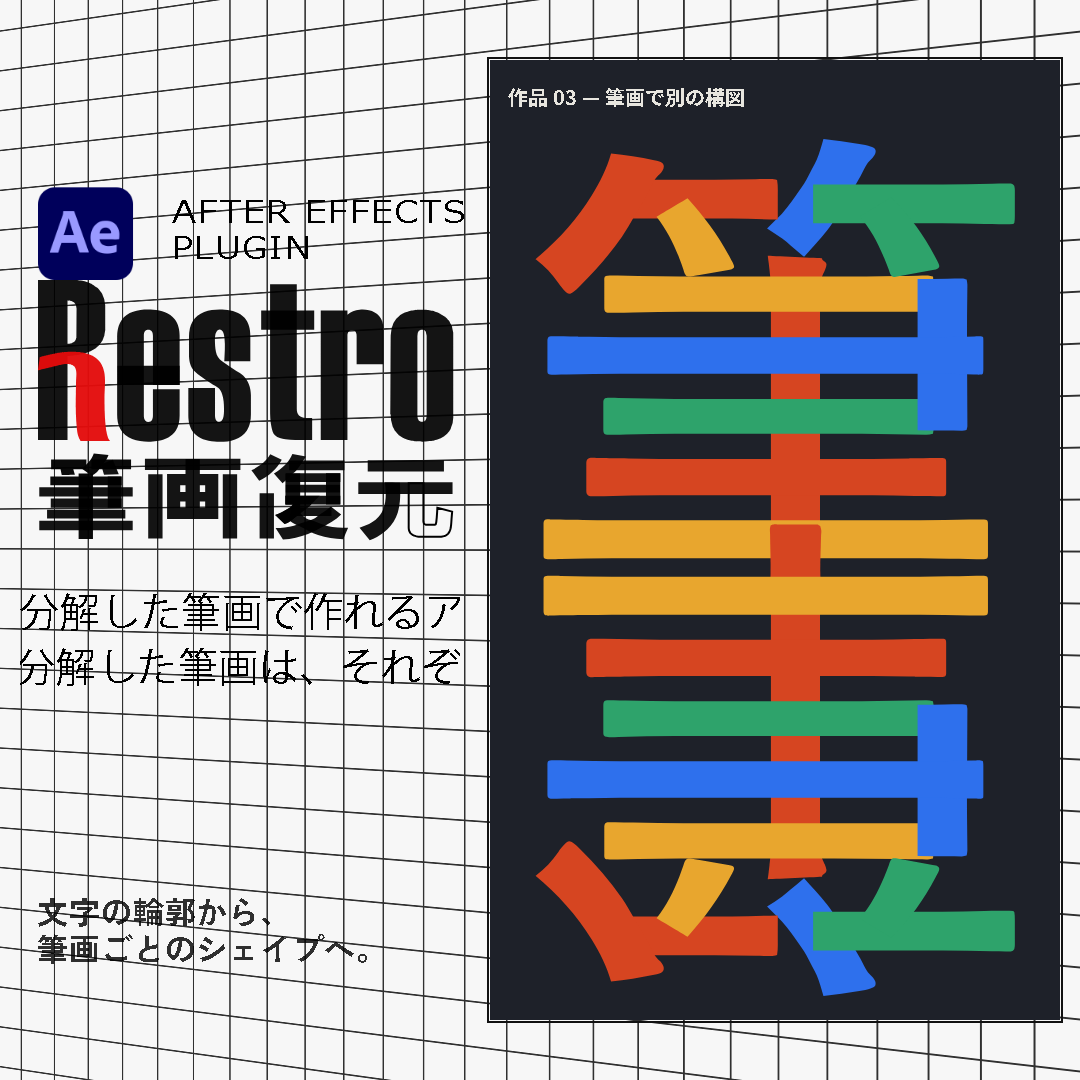 作品 03 — 筆画で別の構図
Ae
AFTER EFFECTS
PLUGIN
Restro
筆画復元
分解した筆画で作れるア
分解した筆画は、それぞ
文字の輪郭から、
筆画ごとのシェイプへ。
筆